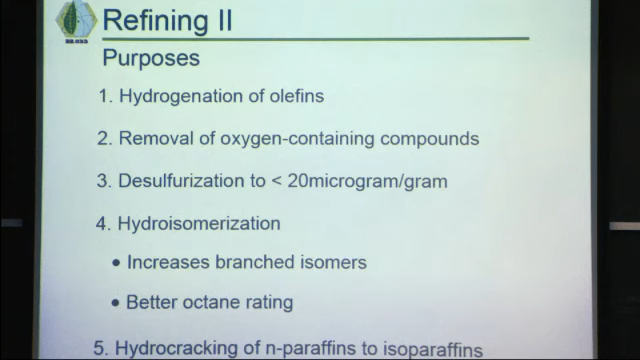 Refining II
Purposes
1. Hydrogenation of olefins
2. Removal of oxygen-containing compounds
3. Desulfurization to < 20microgram/gram
4. Hydroisomerization
• Increases branched isomers
• Better octane rating
5. Hydrocracking of n-paraffins to isoparaffins